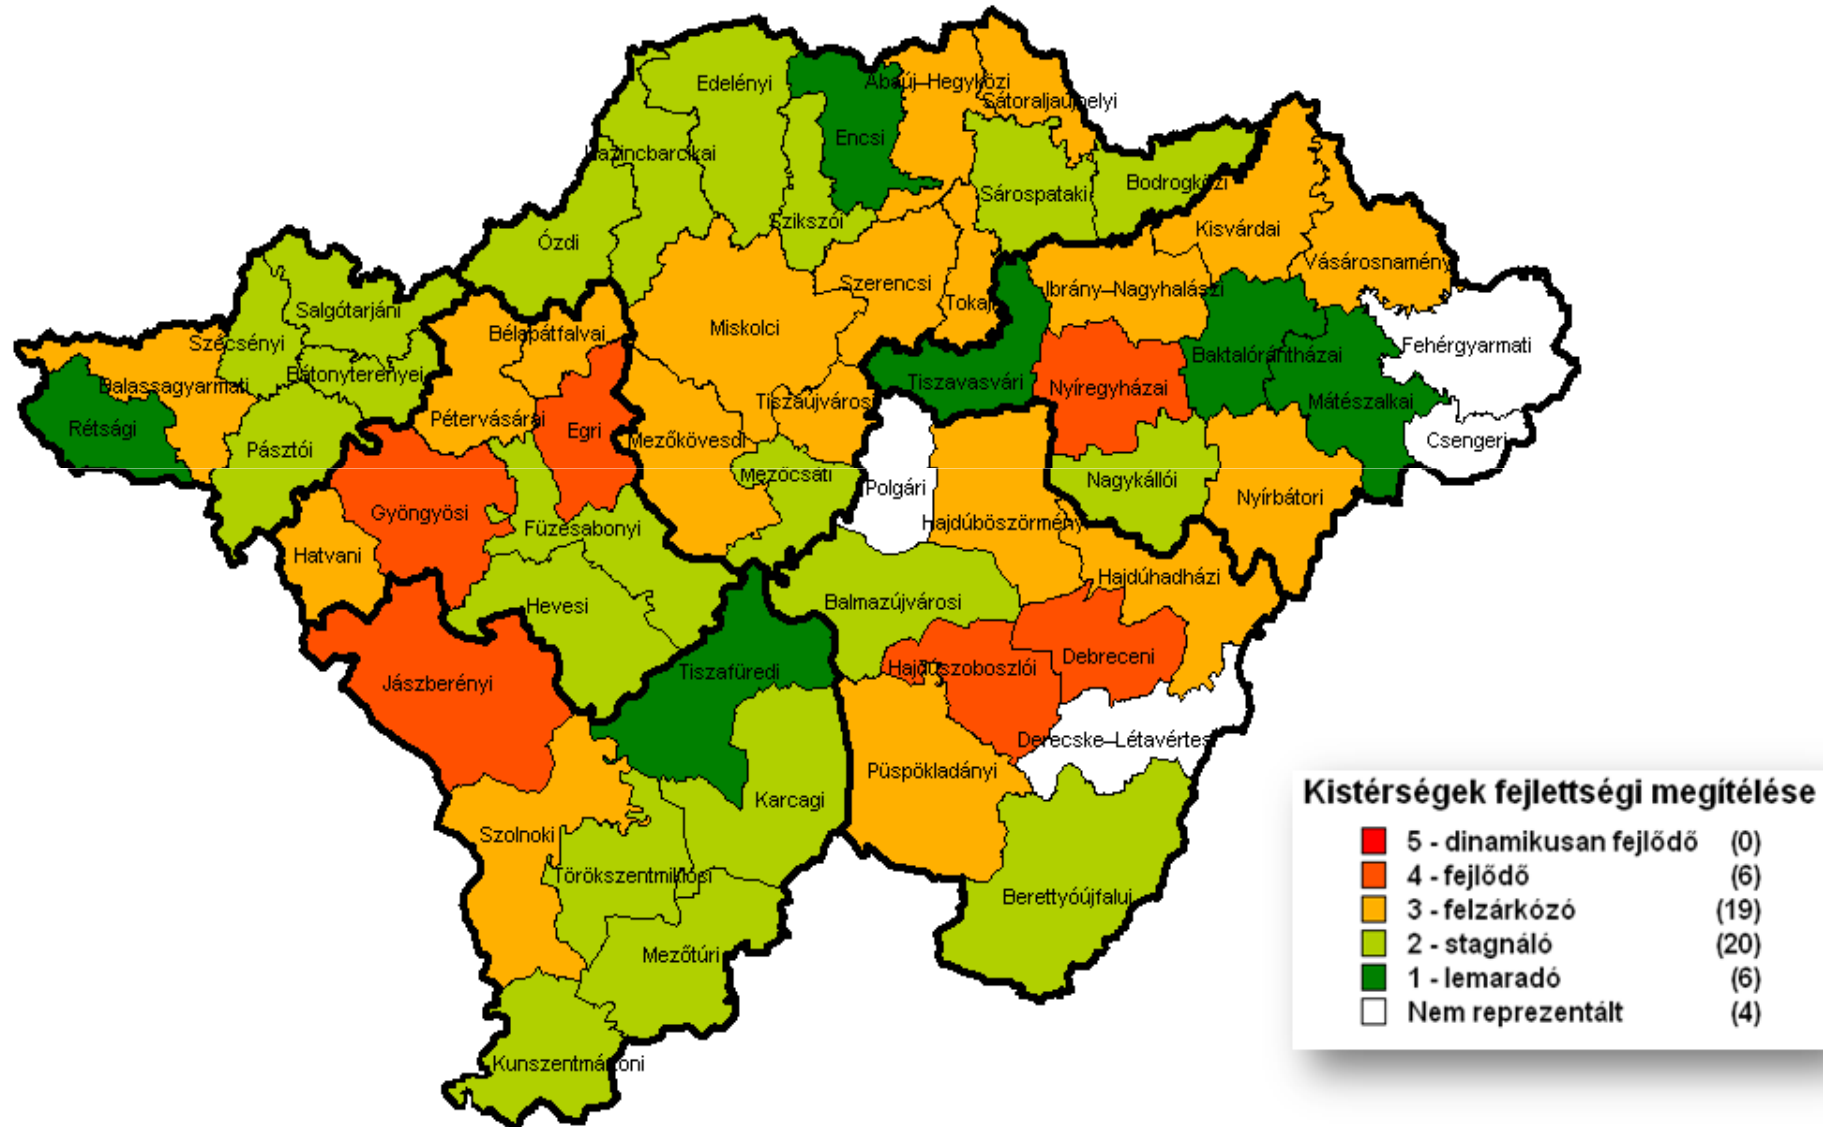 Edelényi
Abaúj–Hegyközi
Sátoraljaújhelyi
Encsi
Kazincbarcikai
Bodrogközi
Sárospataki
Szikszói
Kisvárdai
Ózdi
Vásárosnamény
Szerencsi
Ibrány–Nagyhalászi
Tokaji
Salgótarjáni
Miskolci
Bélapátfalvai
Szécsényi
Fehérgyarmati
Baktalórántházai
Bátonyterenyei
Tiszavasvári
Balassagyarmati
Nyíregyházai
Tiszaújvárosi
Mátészalkai
Pétervásárai
Rétsági
Egri
Mezőkövesdi
Csengeri
Pásztói
Mezőcsáti
Nagykállói
Polgári
Nyírbátori
Gyöngyösi
Hajdúböszörményi
Füzesabonyi
Hatvani
Hajdúhadházi
Balmazújvárosi
Hevesi
Debreceni
Hajdúszoboszlói
Tiszafüredi
Jászberényi
Derecske–Létavértesi
Püspökladányi
Karcagi
Szolnoki
Törökszentmiklósi
Berettyóújfalui
Mezőtúri
Kunszentmártoni
Kistérségek fejlettségi megítélése
5 - dinamikusan fejlődő (0)
4 - fejlődő (6)
3 - felzárkózó (19)
2 - stagnáló (20)
1 - lemaradó (6)
Nem reprezentált (4)